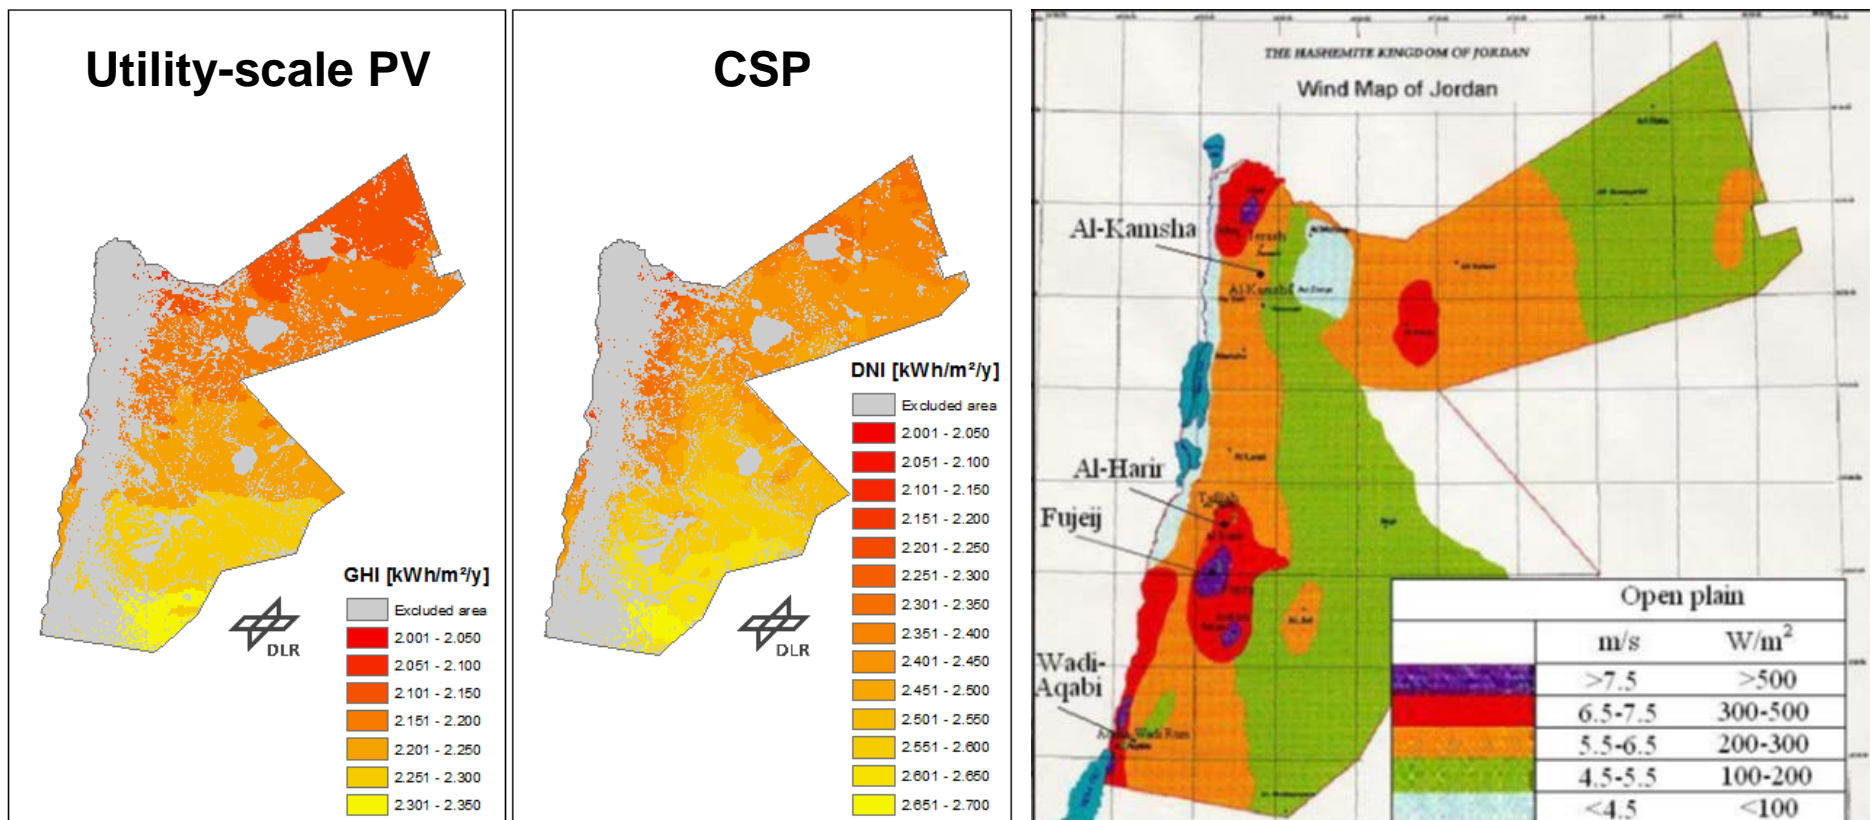 Utility-scale PV
GHI [kWh/m²/y]
Excluded area
2.001 - 2.050
2.051 - 2.100
2.101 - 2.150
2.151 - 2.200
2.201 - 2.250
2.251 - 2.300
2.301 - 2.350
DLR
CSP
DNI [kWh/m²/y]
Excluded area
2.001 - 2.050
2.051 - 2.100
2.101 - 2.150
2.151 - 2.200
2.201 - 2.250
2.251 - 2.300
2.301 - 2.350
2.351 - 2.400
2.401 - 2.450
2.451 - 2.500
2.501 - 2.550
2.551 - 2.600
2.601 - 2.650
2.651 - 2.700
DLR
THE HASHEMITE KINGDOM OF JORDAN
Wind Map of Jordan
Al-Kamsha
Al-Harir
Tafilah
Fujeij
Wadi-
Aqabi
Open plain
m/s W/m²
>7.5 >500
6.5-7.5 300-500
5.5-6.5 200-300
4.5-5.5 100-200
<4.5 <100